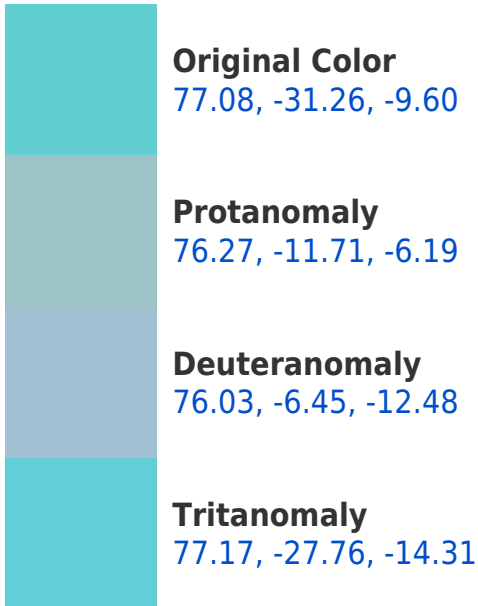 Original Color
77.08, -31.26, -9.60
Protanomaly
76.27, -11.71, -6.19
Deuteranomaly
76.03, -6.45, -12.48
Tritanomaly
77.17, -27.76, -14.31